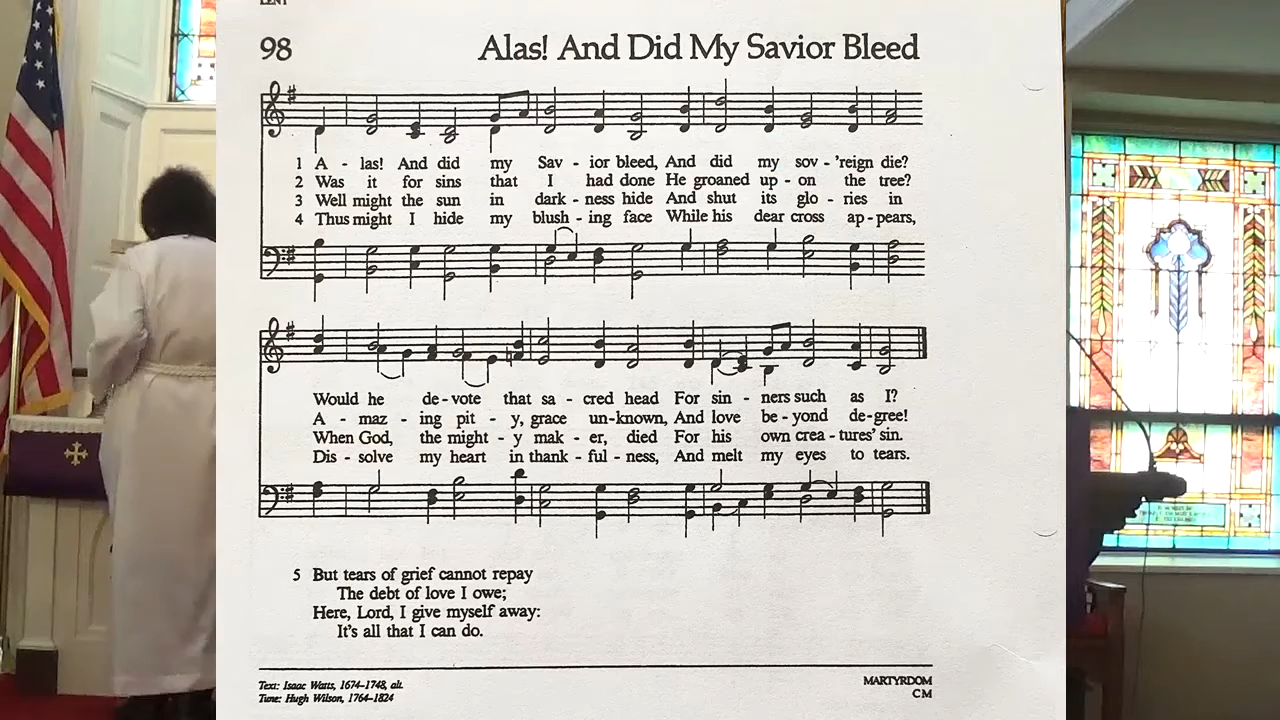 LENT
98 Alas! And Did My Savior Bleed
1 A - las! And did my Sav - ior bleed, And did my sov - 'reign die?
2 Was it for sins that I had done He groaned up - on the tree?
3 Well might the sun in dark - ness hide And shut its glo - ries in
4 Thus might I hide my blush - ing face While his dear cross ap - pears,
Would he de - vote that sa - cred head For sin - ners such as I?
A - maz - ing pit - y, grace un - known, And love be - yond de - gree!
When God, the might - y mak - er, died For his own crea - tures' sin.
Dis - solve my heart in thank - ful - ness, And melt my eyes to tears.
5 But tears of grief cannot repay
The debt of love I owe;
Here, Lord, I give myself away:
It's all that I can do.
Text: Isaac Watts, 1674-1748, alt.
Tune: Hugh Wilson, 1764-1824
MARTYRDOM
C M